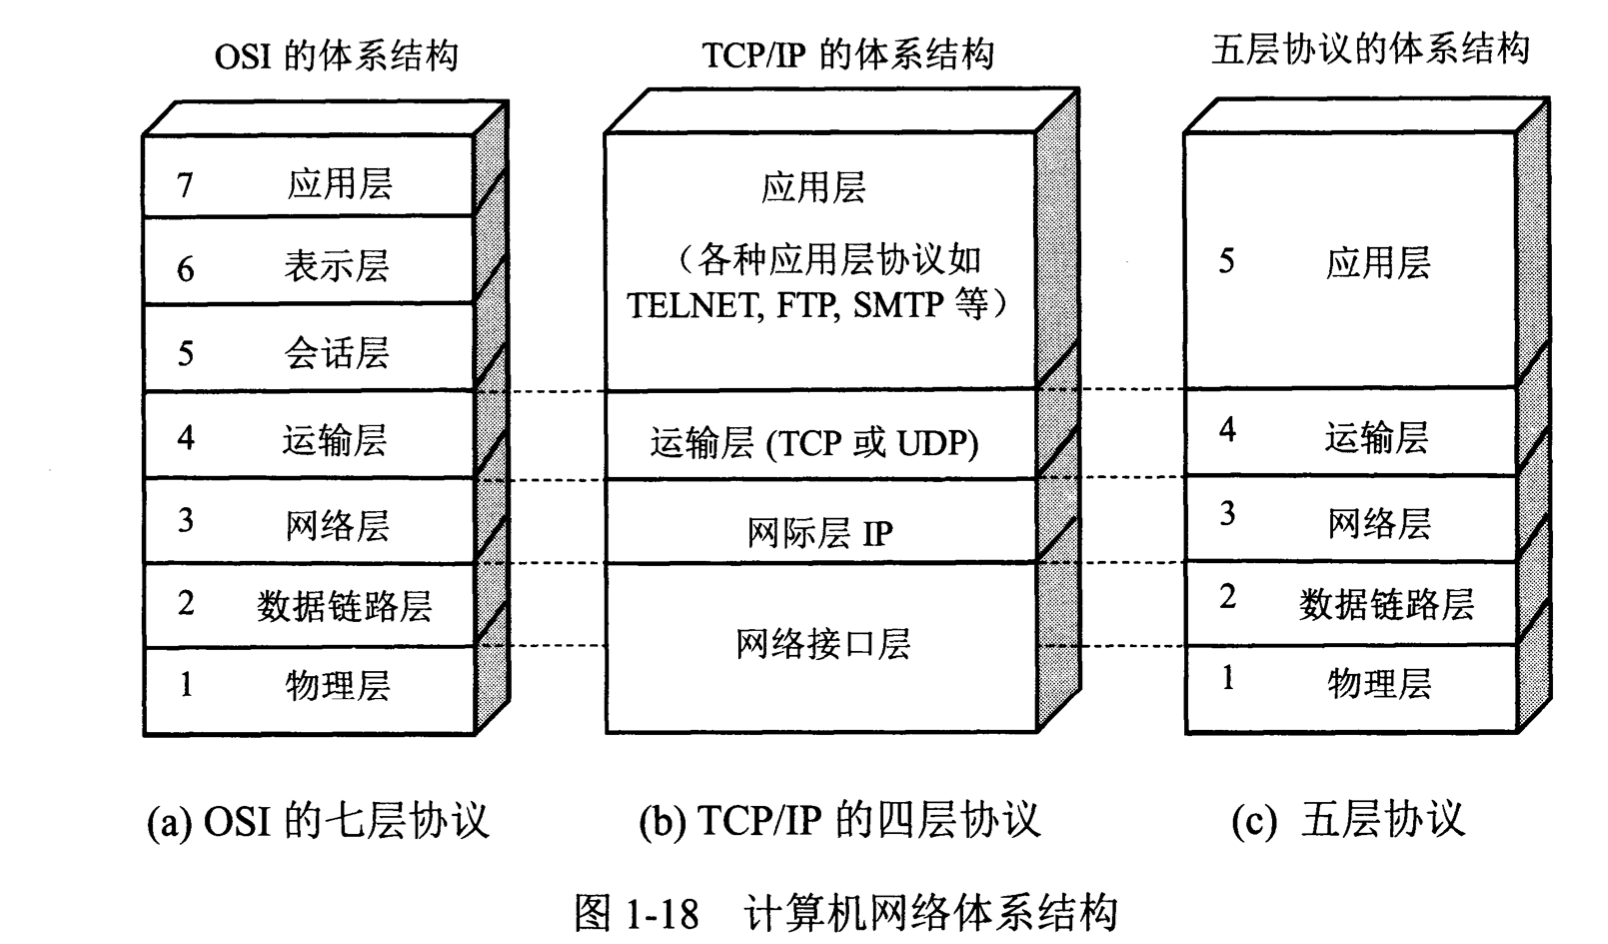 OSI 的体系结构
7 应用层
6 表示层
5 会话层
4 运输层
3 网络层
2 数据链路层
1 物理层
(a) OSI 的七层协议
TCP/IP 的体系结构
应用层
（各种应用层协议如
TELNET, FTP, SMTP 等）
运输层 (TCP 或 UDP)
网际层 IP
网络接口层
(b) TCP/IP 的四层协议
五层协议的体系结构
5 应用层
4 运输层
3 网络层
2 数据链路层
1 物理层
(c) 五层协议
图 1-18 计算机网络体系结构